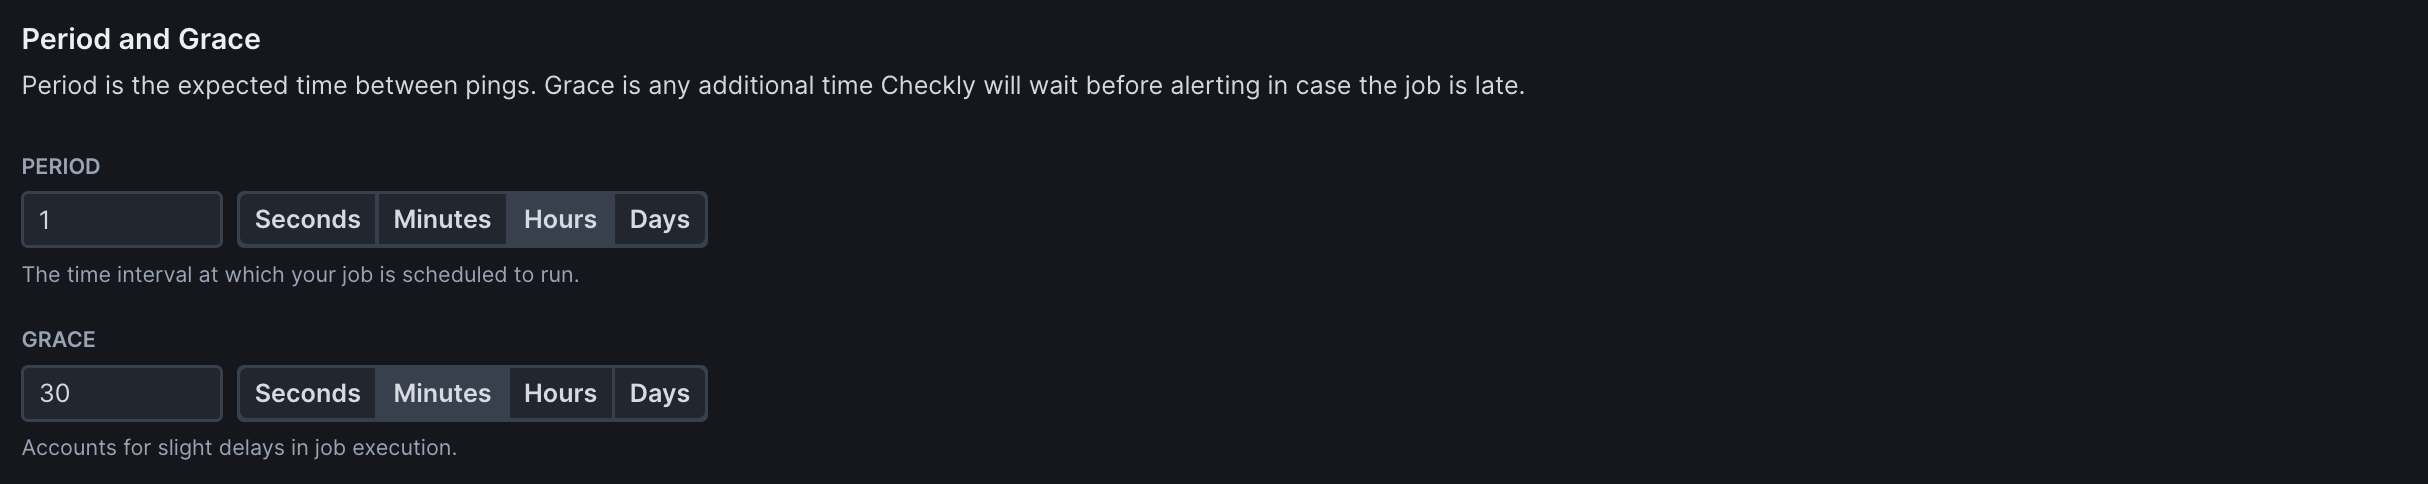 Period and Grace
Period is the expected time between pings. Grace is any additional time Checkly will wait before alerting in case the job is late.
PERIOD
1 Seconds Minutes Hours Days
The time interval at which your job is scheduled to run.
GRACE
30 Seconds Minutes Hours Days
Accounts for slight delays in job execution.